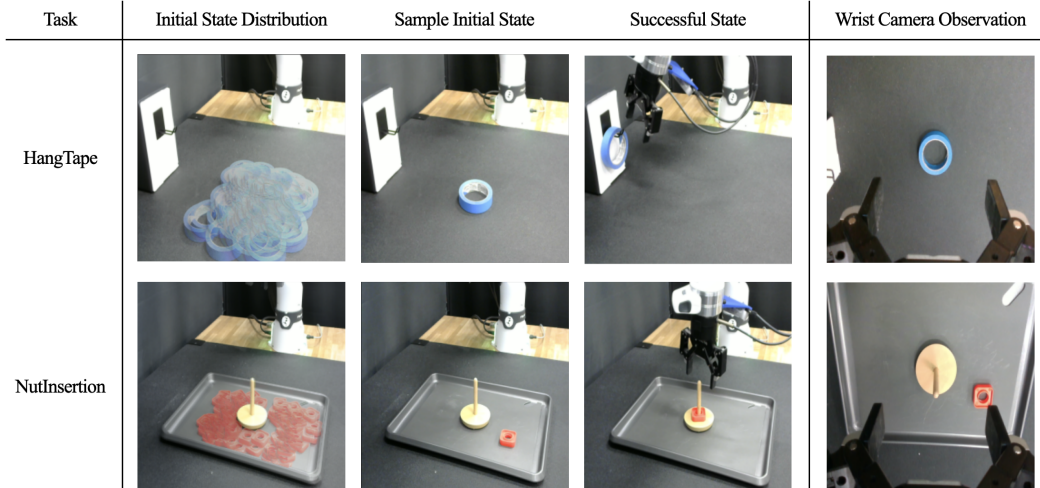 Task
Initial State Distribution
Sample Initial State
Successful State
Wrist Camera Observation
HangTape
NutInsertion